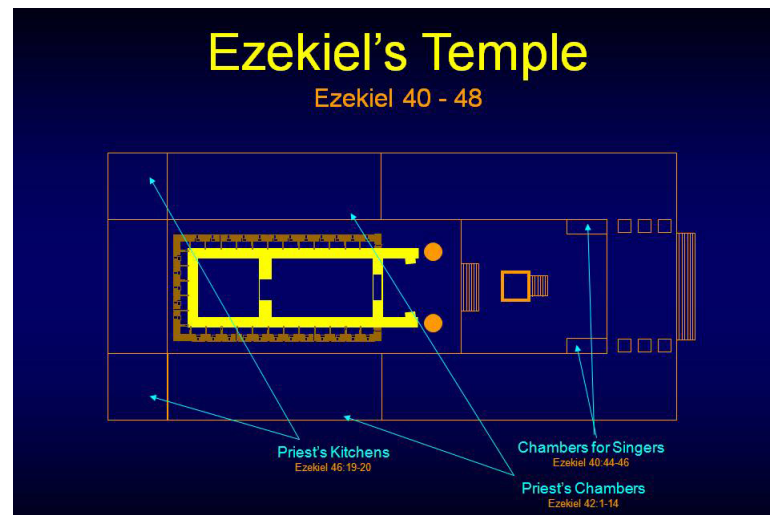 Ezekiel's Temple
Ezekiel 40 - 48
Priest's Kitchens
Ezekiel 46:19-20
Chambers for Singers
Ezekiel 40:44-46
Priest's Chambers
Ezekiel 42:1-14